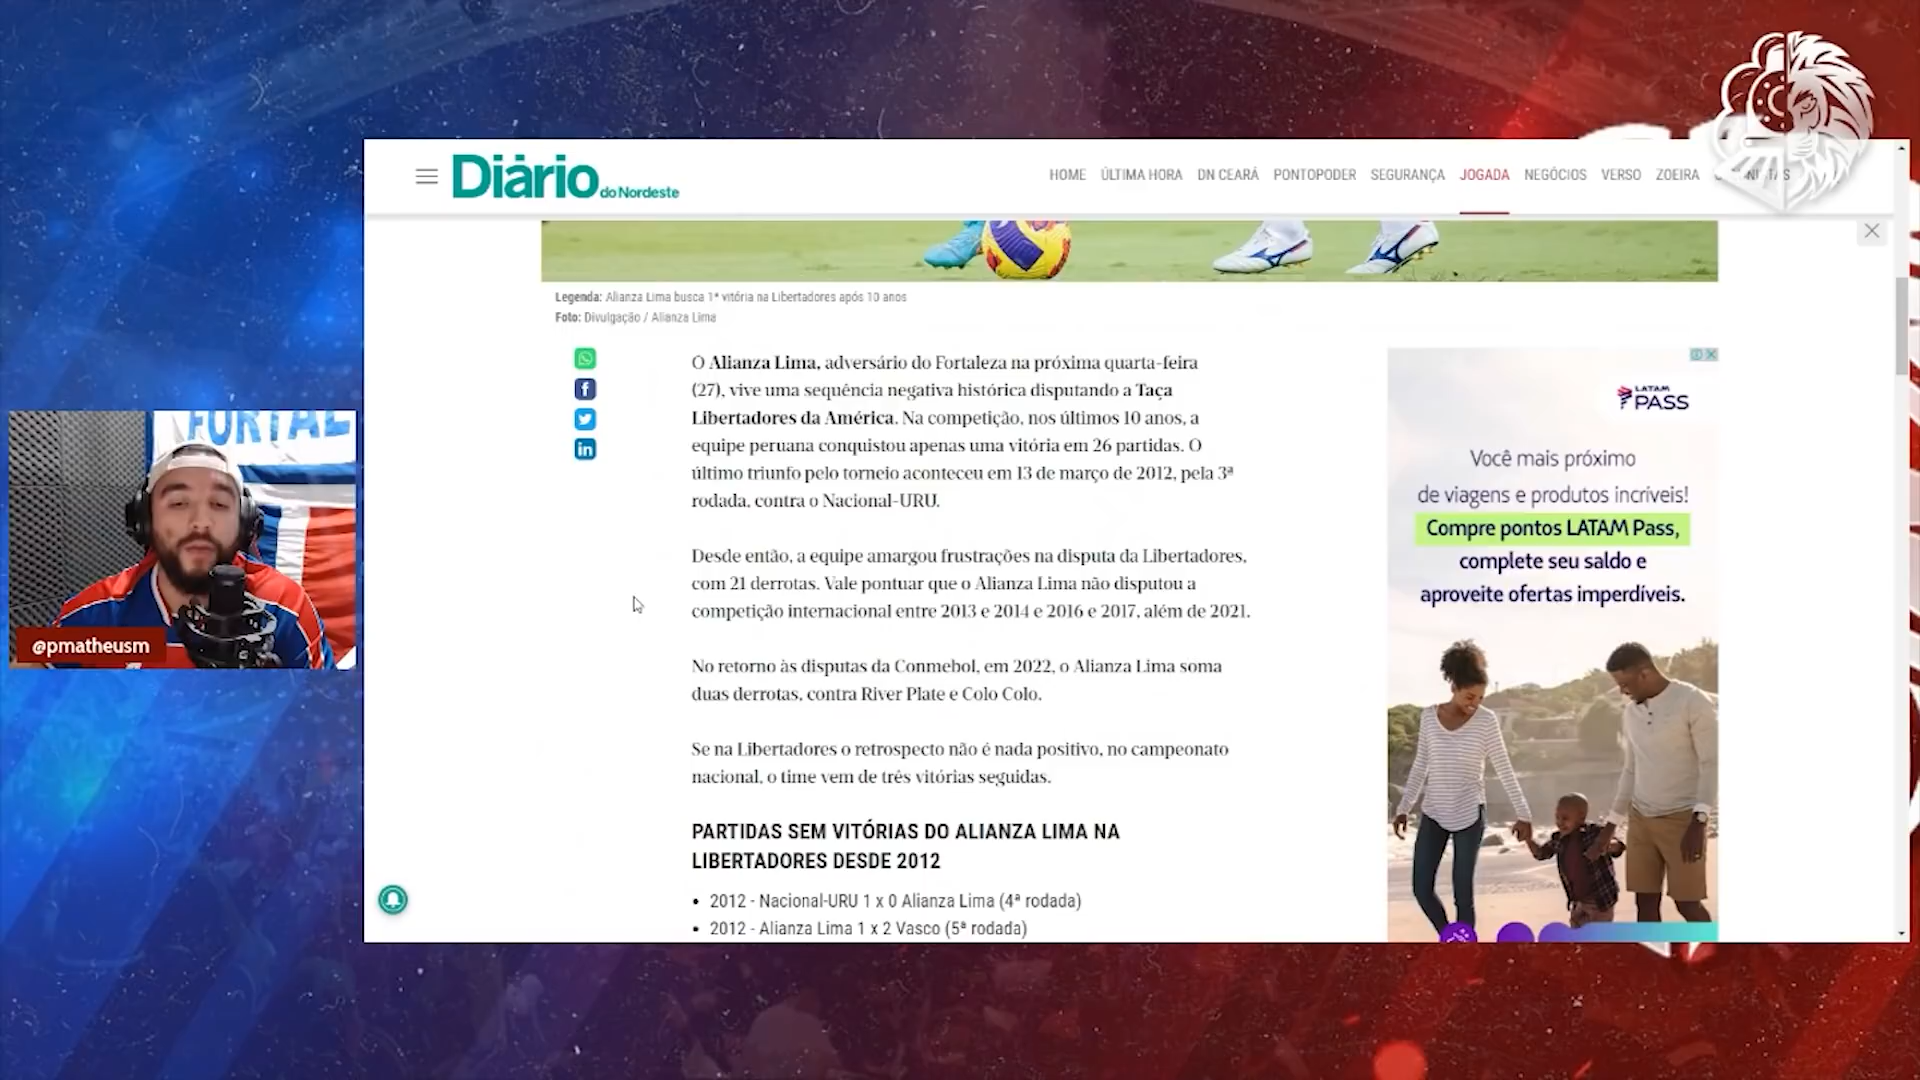 Diário do Nordeste
HOME ÚLTIMA HORA DN CEARÁ PONTOPODER SEGURANÇA JOGADA NEGÓCIOS VERSO ZOEIRA
Legenda: Alianza Lima busca 1ª vitória na Libertadores após 10 anos
Foto: Divulgação / Alianza Lima
O Alianza Lima, adversário do Fortaleza na próxima quarta-feira
(27), vive uma sequência negativa histórica disputando a Taça
Libertadores da América. Na competição, nos últimos 10 anos, a
equipe peruana conquistou apenas uma vitória em 26 partidas. O
último triunfo pelo torneio aconteceu em 13 de março de 2012, pela 3ª
rodada, contra o Nacional-URU.
Desde então, a equipe amargou frustrações na disputa da Libertadores,
com 21 derrotas. Vale pontuar que o Alianza Lima não disputou a
competição internacional entre 2013 e 2014 e 2016 e 2017, além de 2021.
No retorno às disputas da Conmebol, em 2022, o Alianza Lima soma
duas derrotas, contra River Plate e Colo Colo.
Se na Libertadores o retrospecto não é nada positivo, no campeonato
nacional, o time vem de três vitórias seguidas.
PARTIDAS SEM VITÓRIAS DO ALIANZA LIMA NA
LIBERTADORES DESDE 2012
• 2012 - Nacional-URU 1 x 0 Alianza Lima (4ª rodada)
• 2012 - Alianza Lima 1 x 2 Vasco (5ª rodada)
LATAM
PASS
Você mais próximo
de viagens e produtos incríveis!
Compre pontos LATAM Pass,
complete seu saldo e
aproveite ofertas imperdíveis.
FORTAL
@pmatheusm